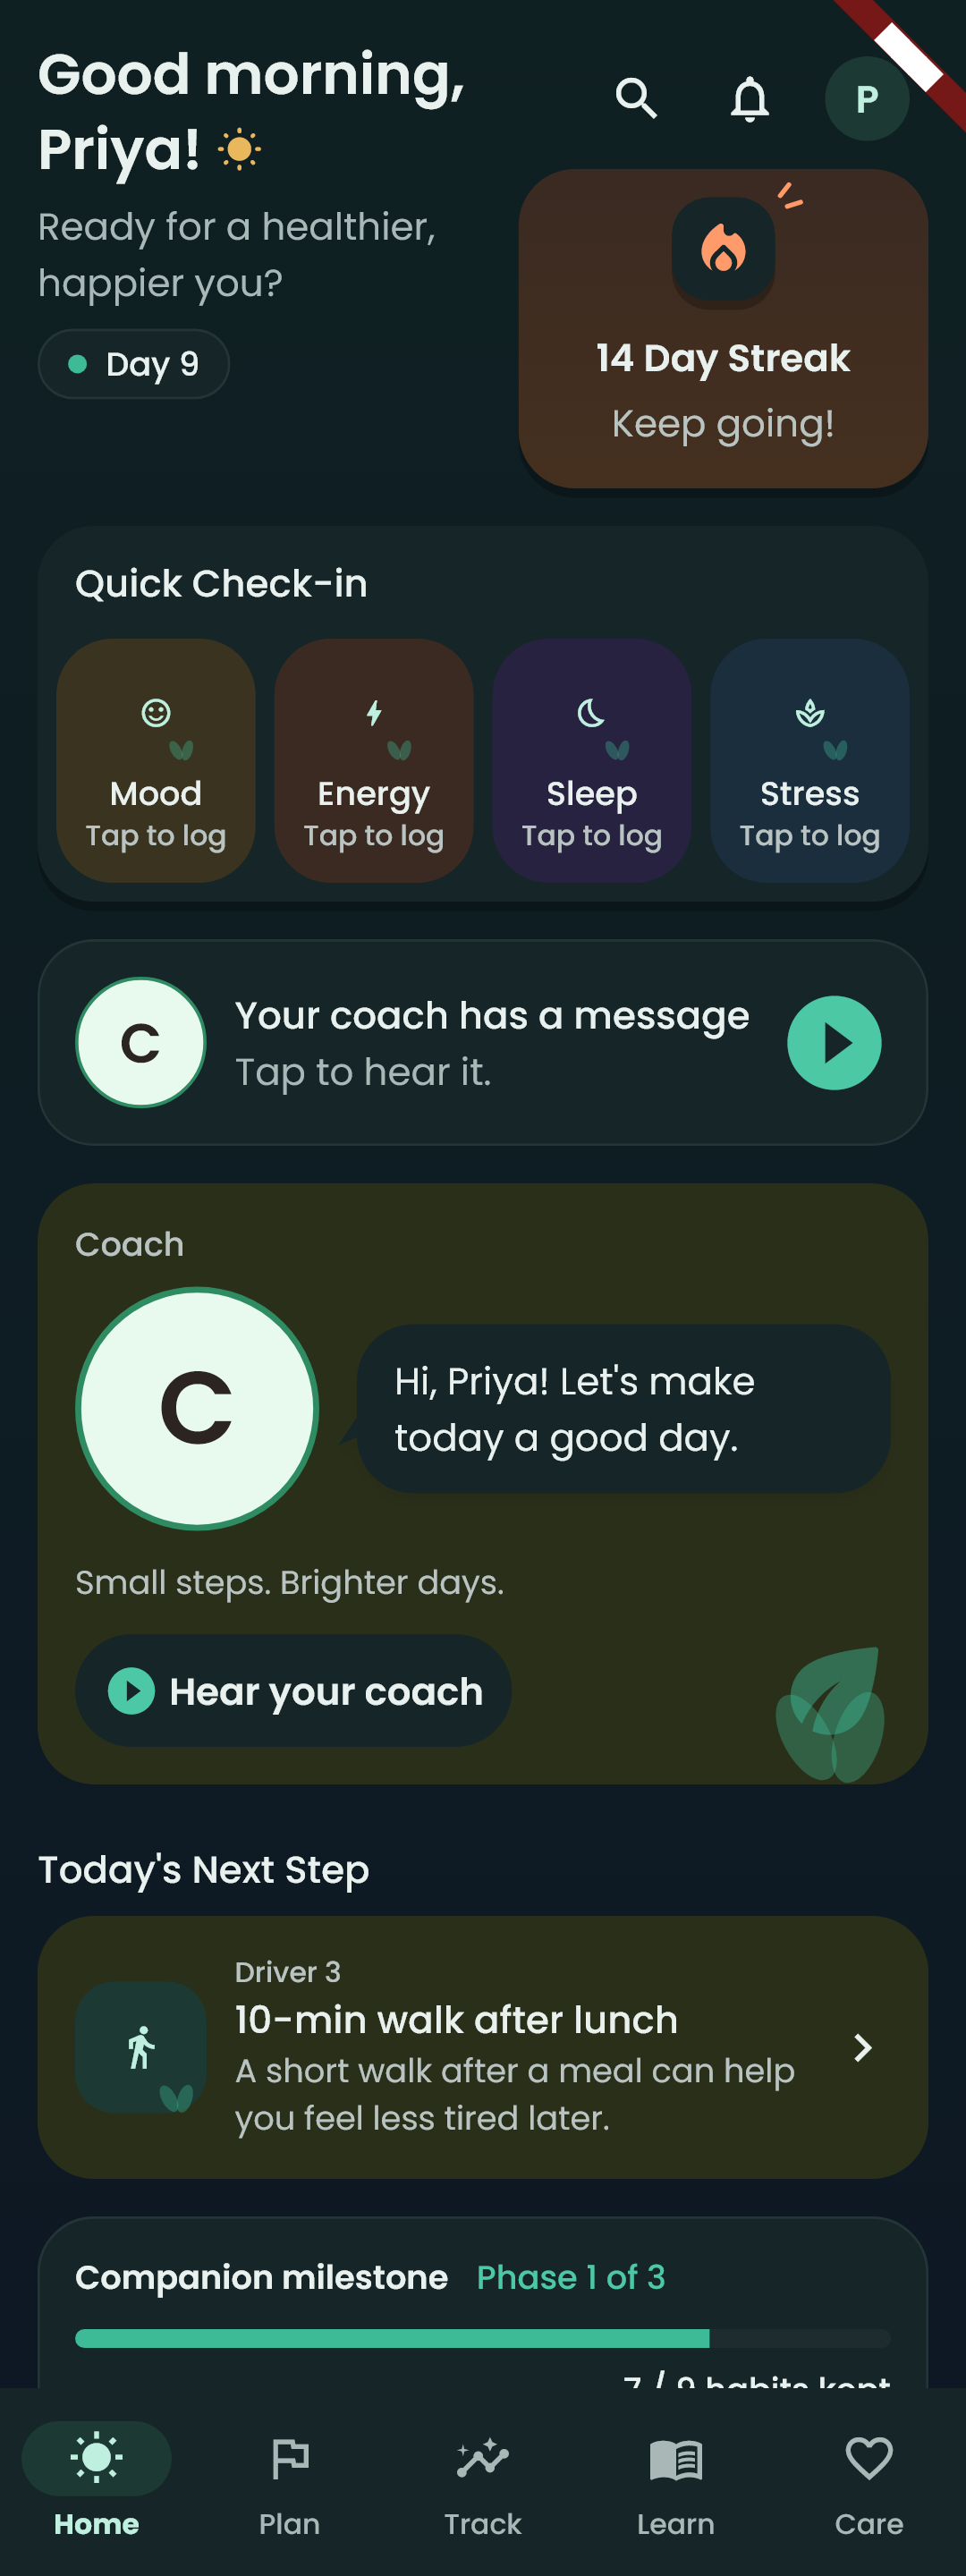 Good morning,
Priya!
P
Ready for a healthier,
happier you?
Day 9
14 Day Streak
Keep going!
Quick Check-in
Mood
Tap to log
Energy
Tap to log
Sleep
Tap to log
Stress
Tap to log
C
Your coach has a message
Tap to hear it.
Coach
C
Hi, Priya! Let's make
today a good day.
Small steps. Brighter days.
Hear your coach
Today's Next Step
Driver 3
10-min walk after lunch
A short walk after a meal can help
you feel less tired later.
Companion milestone Phase 1 of 3
7 / 9 habits kept
Home
Plan
Track
Learn
Care